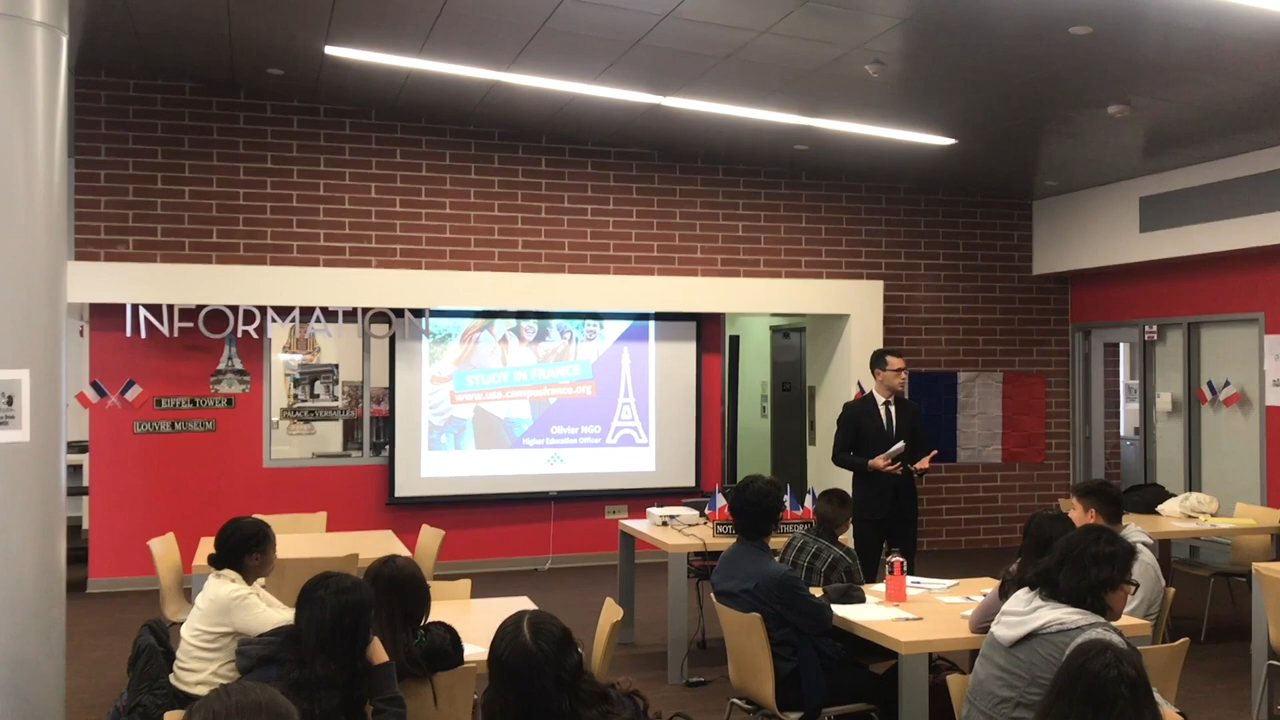 INFORMATION
EIFFEL TOWER
LOUVRE MUSEUM
PALACE OF VERSAILLES
STUDY IN FRANCE
www.usa.campusfrance.org
Olivier NGO
Higher Education Officer